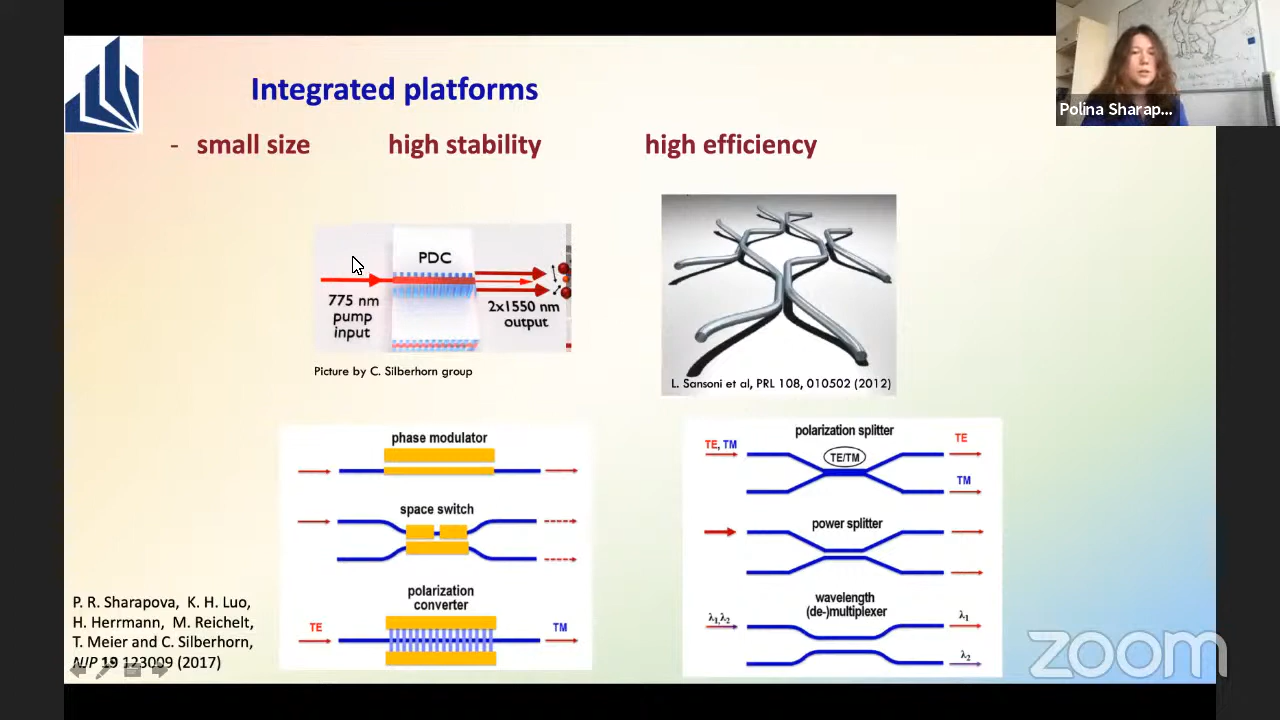 Integrated platforms
Polina Sharap...
- small size high stability high efficiency
PDC
775 nm
pump
input
2x1550 nm
output
Picture by C. Silberhorn group
L. Sansoni et al, PRL 108, 010502 (2012)
phase modulator
space switch
polarization
converter
TE
TM
polarization splitter
TE, TM
TE/TM
TE
TM
power splitter
wavelength
(de-)multiplexer
λ1,λ2
λ1
λ2
P. R. Sharapova, K. H. Luo,
H. Herrmann, M. Reichelt,
T. Meier and C. Silberhorn,
NJP 19 123009 (2017)
zoom